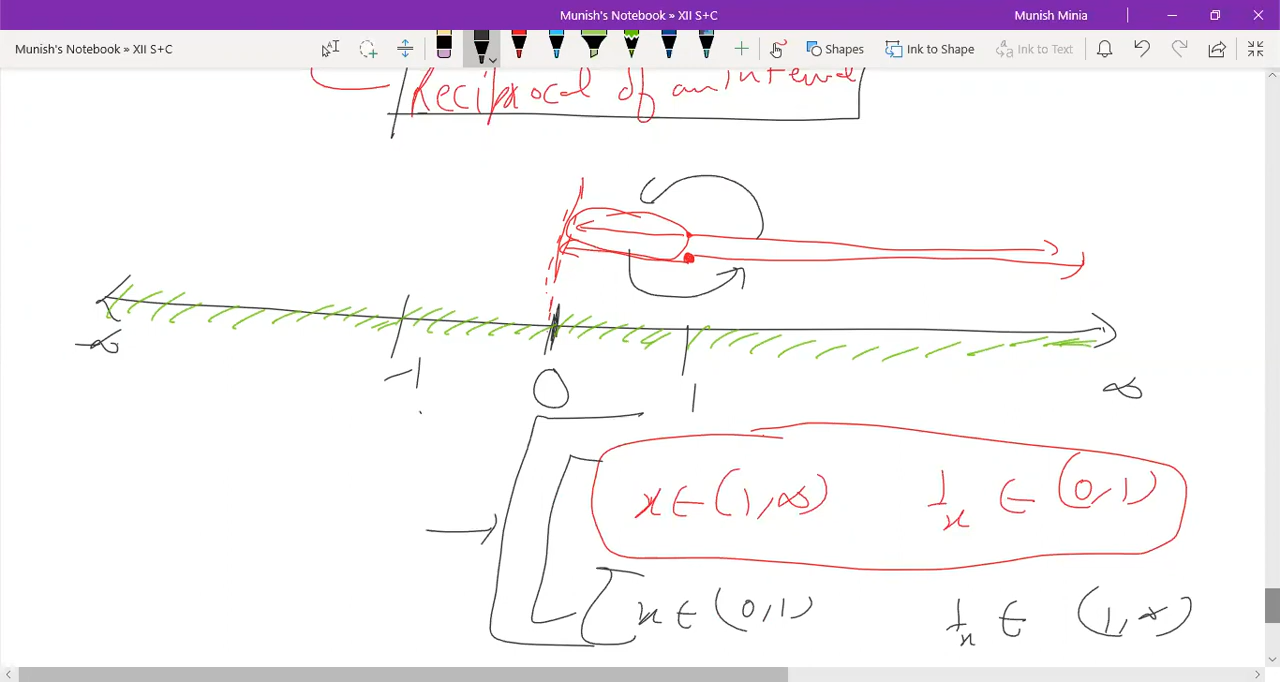 Munish's Notebook » XII S+C
Munish Minia
Munish's Notebook » XII S+C
Shapes
Ink to Shape
Ink to Text
Reciprocal of an interval
-∞ -1 0 1 ∞
x ∈ (1, ∞) 1/x ∈ (0, 1)
x ∈ (0, 1) 1/x ∈ (1, ∞)